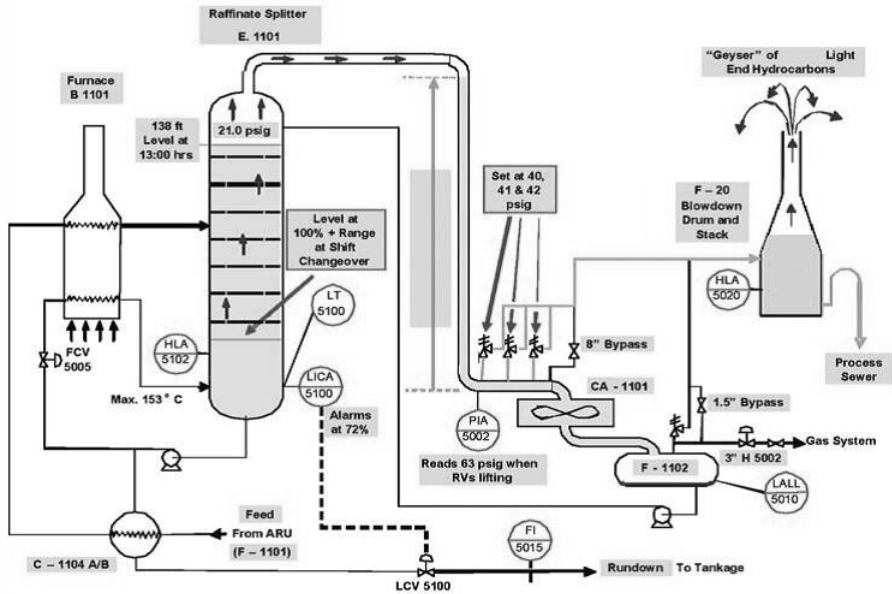 Raffinate Splitter
E. 1101
"Geyser" of Light
End Hydrocarbons
Furnace
B 1101
138 ft
Level at
13:00 hrs
21.0 psig
Set at 40,
41 & 42
psig
F – 20
Blowdown
Drum and
Stack
Level at
100% + Range
at Shift
Changeover
LT
5100
HLA
5020
HLA
5102
FCV
5005
8" Bypass
Process
Sewer
Max. 153° C
LICA
5100
CA - 1101
Alarms
at 72%
PIA
5002
1.5" Bypass
Gas System
3" H 5002
Reads 63 psig when
RVs lifting
F - 1102
LALL
5010
Feed
From ARU
(F – 1101)
C – 1104 A/B
FI
5015
LCV 5100
Rundown To Tankage